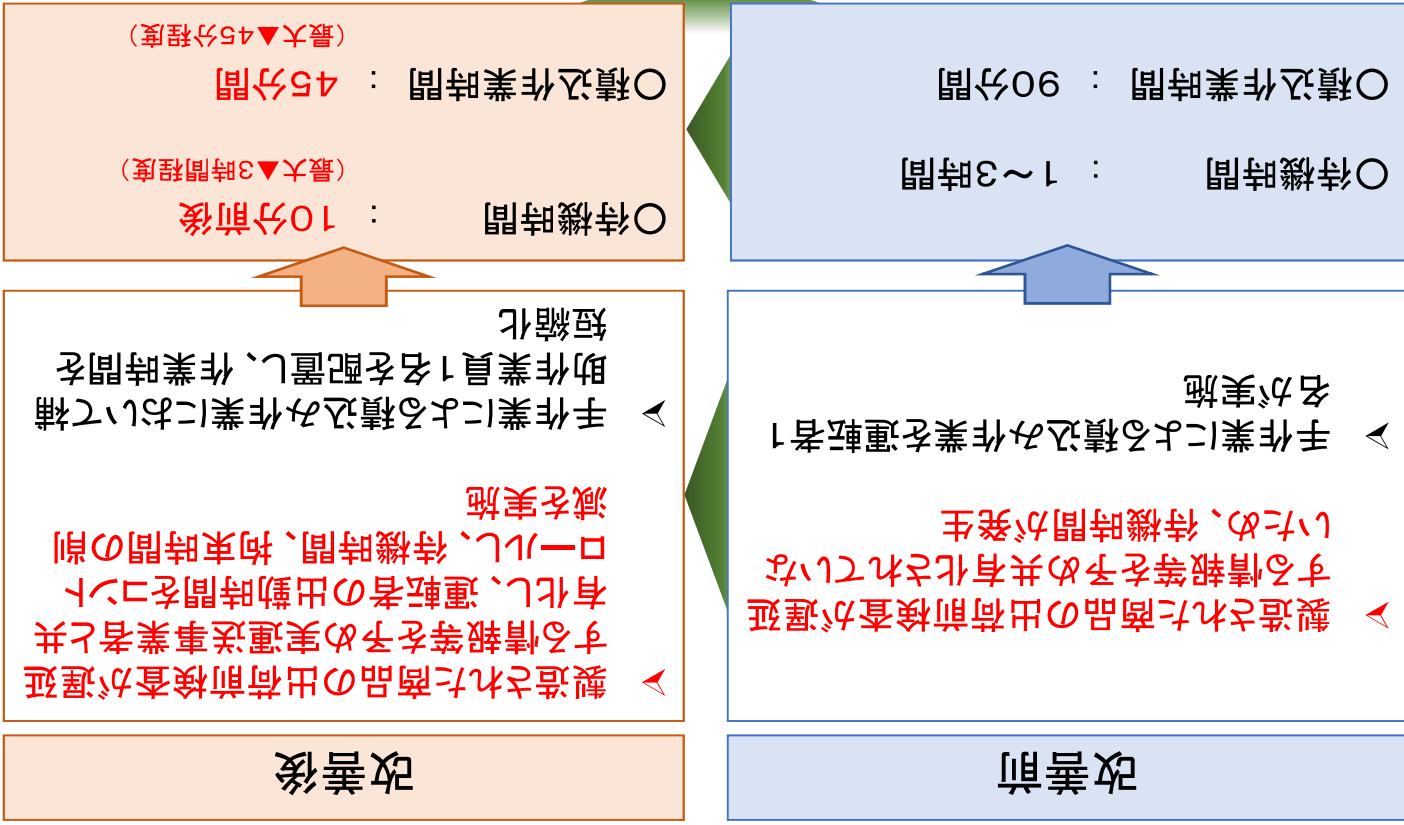 改善前
製造された商品の出荷前検査が遅延
する情報等を予め共有化されていな
いため、待機時間が発生
手作業による積込み作業を運転者1
名が実施
〇待機時間 : 1~3時間
〇積込作業時間 : 90分間
改善後
製造された商品の出荷前検査が遅延
する情報等を予め実運送事業者と共
有化し、運転者の出勤時間をコント
ロールし、待機時間、拘束時間の削
減を実施
手作業による積込み作業において補
助作業員1名を配置し、作業時間を
短縮化
〇待機時間 : 10分前後
(最大▲3時間程度)
〇積込作業時間 : 45分間
(最大▲45分程度)